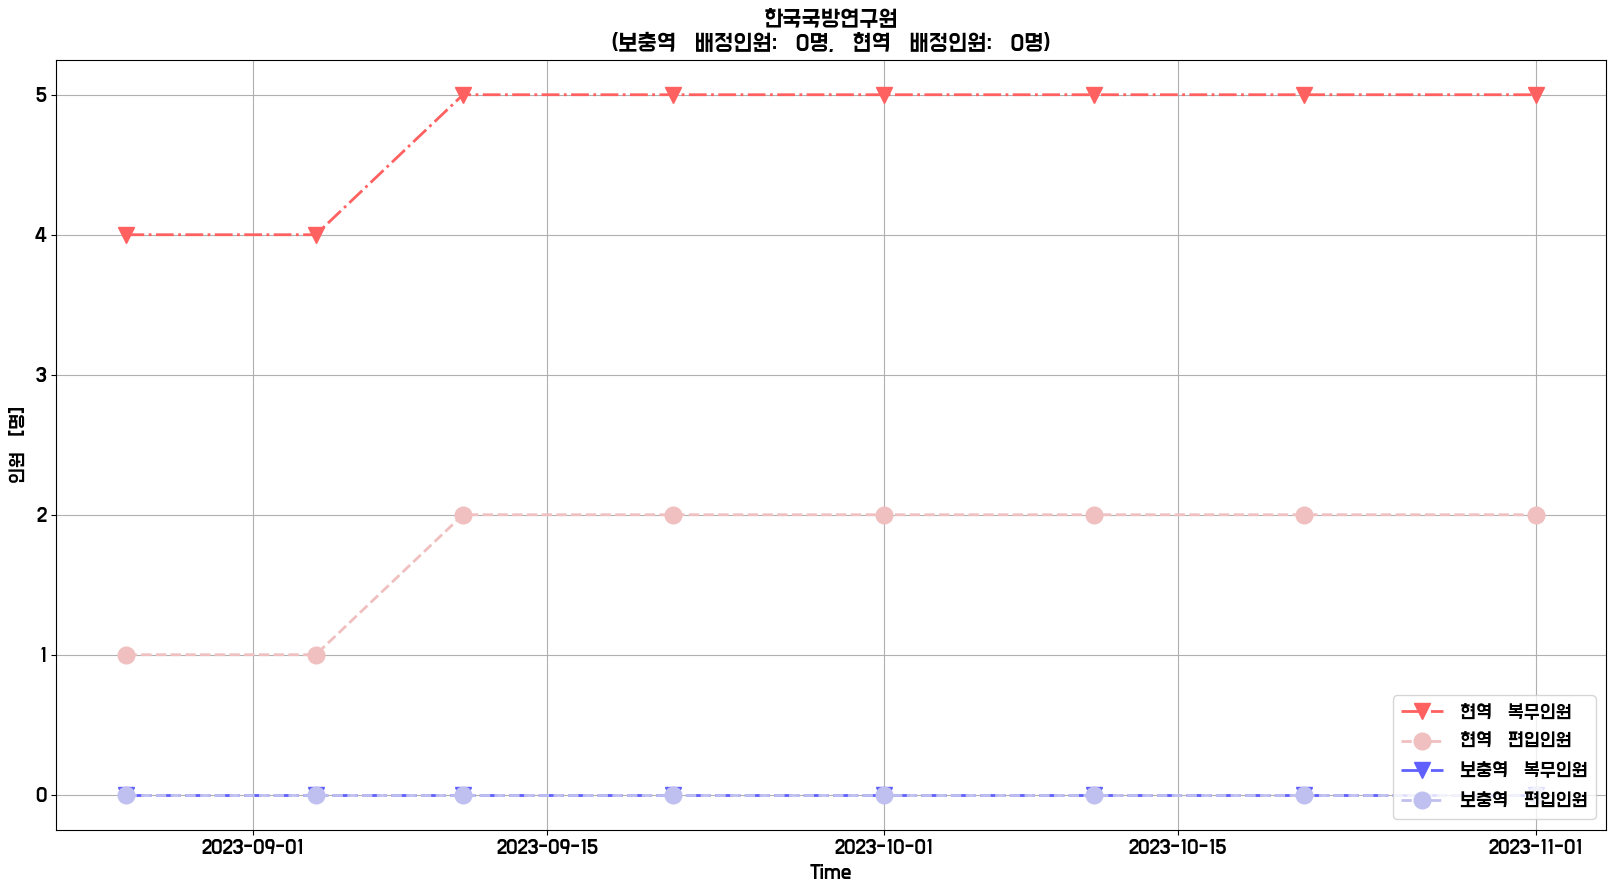 한국국방연구원
(보충역 배정인원: 0명, 현역 배정인원: 0명)
인원 [명]
5
4
3
2
1
0
현역 복무인원
현역 편입인원
보충역 복무인원
보충역 편입인원
2023-09-01
2023-09-15
2023-10-01
2023-10-15
2023-11-01
Time